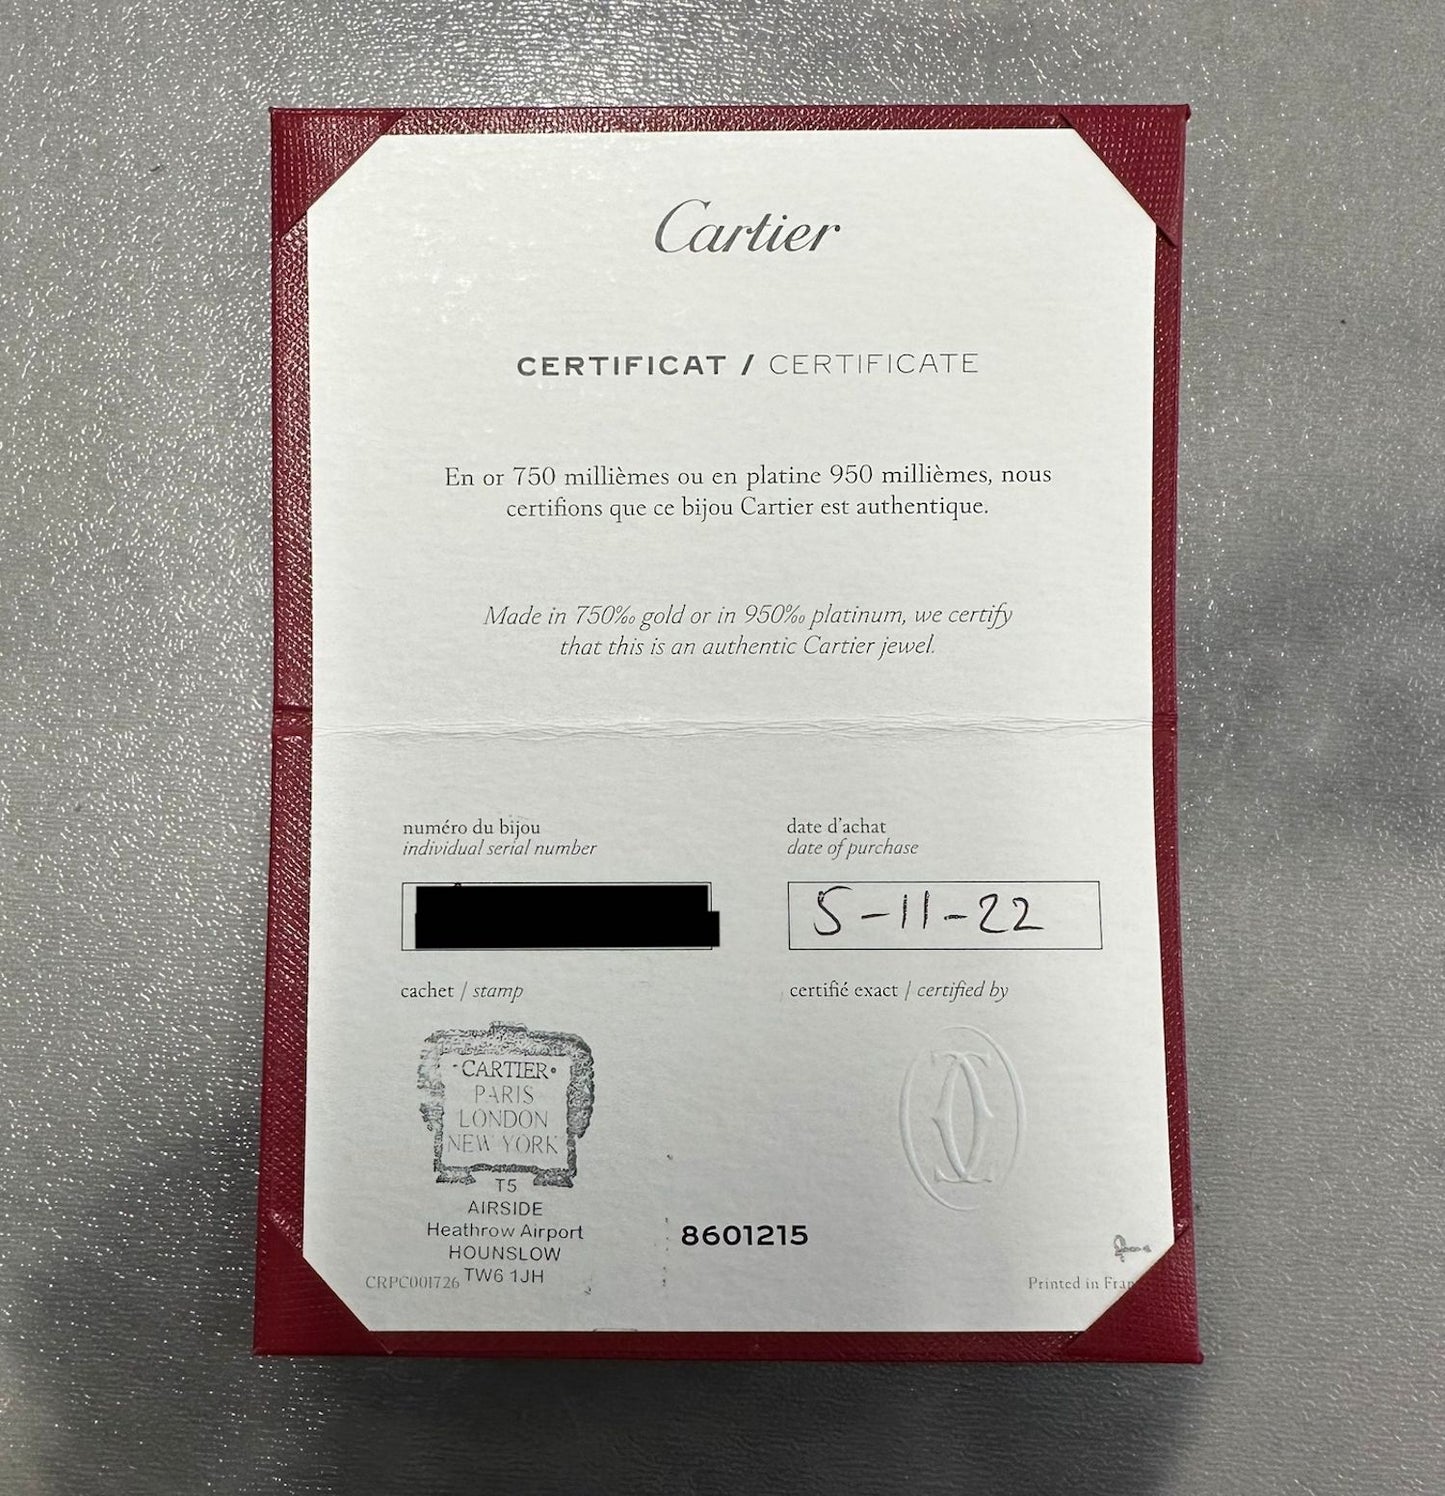 Cartier
CERTIFICAT / CERTIFICATE
En or 750 millièmes ou en platine 950 millièmes, nous
certifions que ce bijou Cartier est authentique.
Made in 750‰ gold or in 950‰ platinum, we certify
that this is an authentic Cartier jewel.
numéro du bijou
individual serial number
date d'achat
date of purchase
5-11-22
cachet / stamp
certifié exact / certified by
CARTIER
PARIS
LONDON
NEW YORK
T5
AIRSIDE
Heathrow Airport
HOUNSLOW
TW6 1JH
8601215
CRPC001726
Printed in Fran